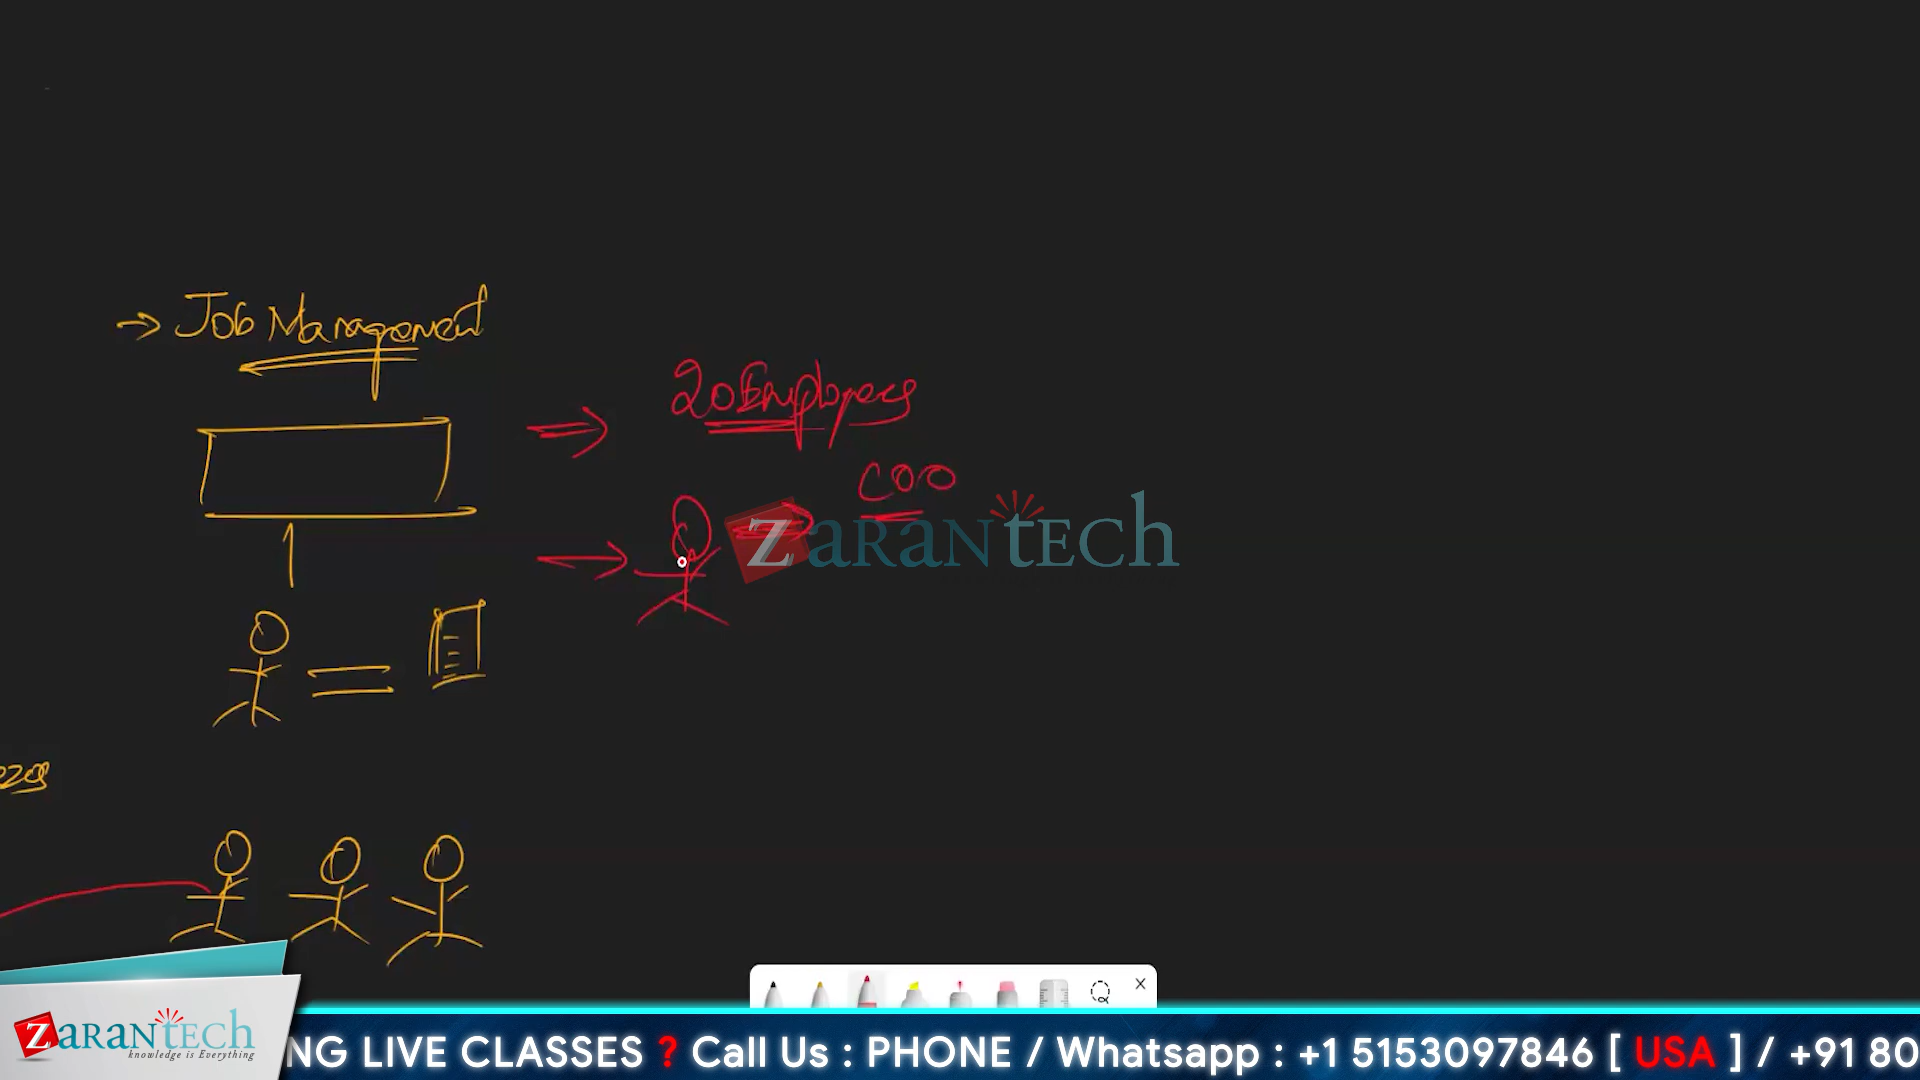 → Job Management
20 Employees
COO
ZaranTech
ZaranTech
knowledge is Everything
NG LIVE CLASSES ? Call Us : PHONE / Whatsapp : +1 5153097846 [ USA ] / +91 80